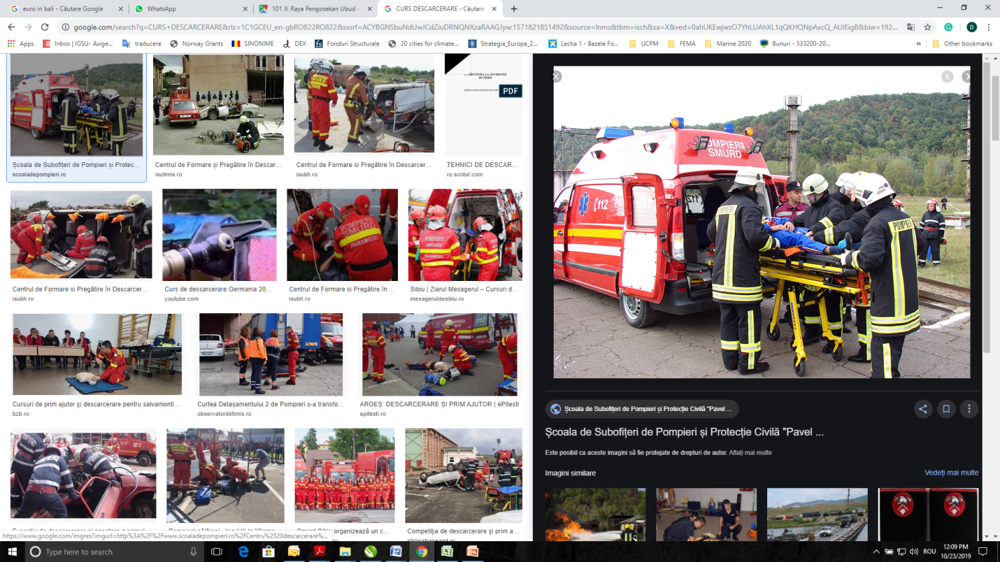 euro in bali - Căutare Google
WhatsApp
101 Jl. Raya Pengosekan Ubud -
CURS DESCARCERARE - Căutare
google.com/search?q=CURS+DESCARCERARE&rlz=1C1GCEU_en-gbRO822RO822&sxsrf=ACYBGNSbuNdUwJCdZiuDRNQNXzaRAAGJyw:1571821851492&source=lnms&tbm=isch&sa=X&ved=0ahUKEwjwzO7YhLlAhXL1qQKHQNpAxcQ_AUIEigB&biw=192...
Apps
Inbox | IGSU- Axige...
traducere
Norway Grants
SINONIME
DEX
Fonduri Structurale
20 cities for climate...
Strategia_Europa_2...
Lectia 1 - Bazele Fo...
UCPM
FEMA
Marine 2020
Bunuri - 333200-20...
»
Other bookmarks
PDF
Școala de Subofițeri de Pompieri și Protec...
scoaladepompieri.ro
Centrul de Formare și Pregătire în Descar...
isutimis.ro
Centrul de Formare si Pregătire în Descarcer...
isubh.ro
TEHNICI DE DESCAR...
ro.scribd.com
POMPIERII
SMURD
112
POMPIERI
Centrul de Formare si Pregătire în Descarcer...
isubh.ro
Curs de descarcerare Germania 20...
youtube.com
POMPIERII
SMURD
PARAMEDIC
Centrul de Formare si Pregătire în ...
isubh.ro
POMPIERII
SMURD
PARAMEDIC
Sibiu | Ziarul Mesagerul – Cursuri d...
mesageruldesibiu.ro
Cursuri de prim ajutor și descarcerare pentru salvamonti...
bzb.ro
Curtea Detașamentului 2 de Pompieri s-a transfo...
observatordetimis.ro
ARGEȘ: DESCARCERARE ȘI PRIM AJUTOR | ePitesti
epitesti.ro
Școala de Subofițeri de Pompieri și Protecție Civilă "Pavel ...
Școala de Subofițeri de Pompieri și Protecție Civilă "Pavel ...
Este posibil ca aceste imagini să fie protejate de drepturi de autor. Aflați mai multe
Imagini similare
Vedeți mai multe
organizează un c...
Competiția de descarcerare și prim a...
https://www.google.com/imgres?imgurl=http%3A%2F%2Fwww.scoaladepompieri.ro%2FCentru%2520descarcerare%...
Type here to search
ROU
12:09 PM
10/23/2019